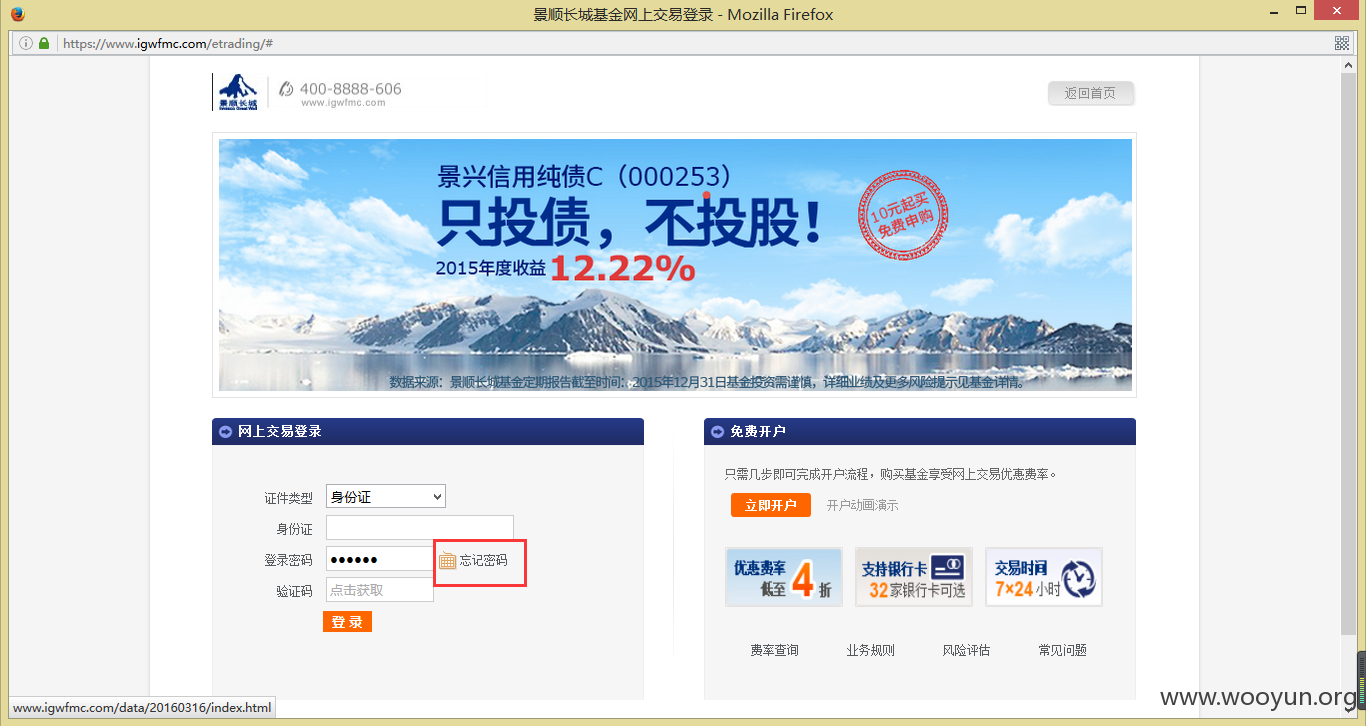 景顺长城基金网上交易登录 - Mozilla Firefox
https://www.igwfmc.com/etrading/#
景顺长城
Invesco Great Wall
400-8888-606
www.igwfmc.com
返回首页
景兴信用纯债C（000253）
只投债，不投股！
2015年度收益 12.22%
10元起买
免费申购
数据来源：景顺长城基金定期报告截至时间：2015年12月31日基金投资需谨慎，详细业绩及更多风险提示见基金详情。
网上交易登录
证件类型 身份证
身份证
登录密码 ●●●●●● 忘记密码
验证码 点击获取
登 录
免费开户
只需几步即可完成开户流程，购买基金享受网上交易优惠费率。
立即开户 开户动画演示
优惠费率
低至4折
支持银行卡
32家银行卡可选
交易时间
7×24小时
费率查询 业务规则 风险评估 常见问题
www.igwfmc.com/data/20160316/index.html
www.wooyun.org